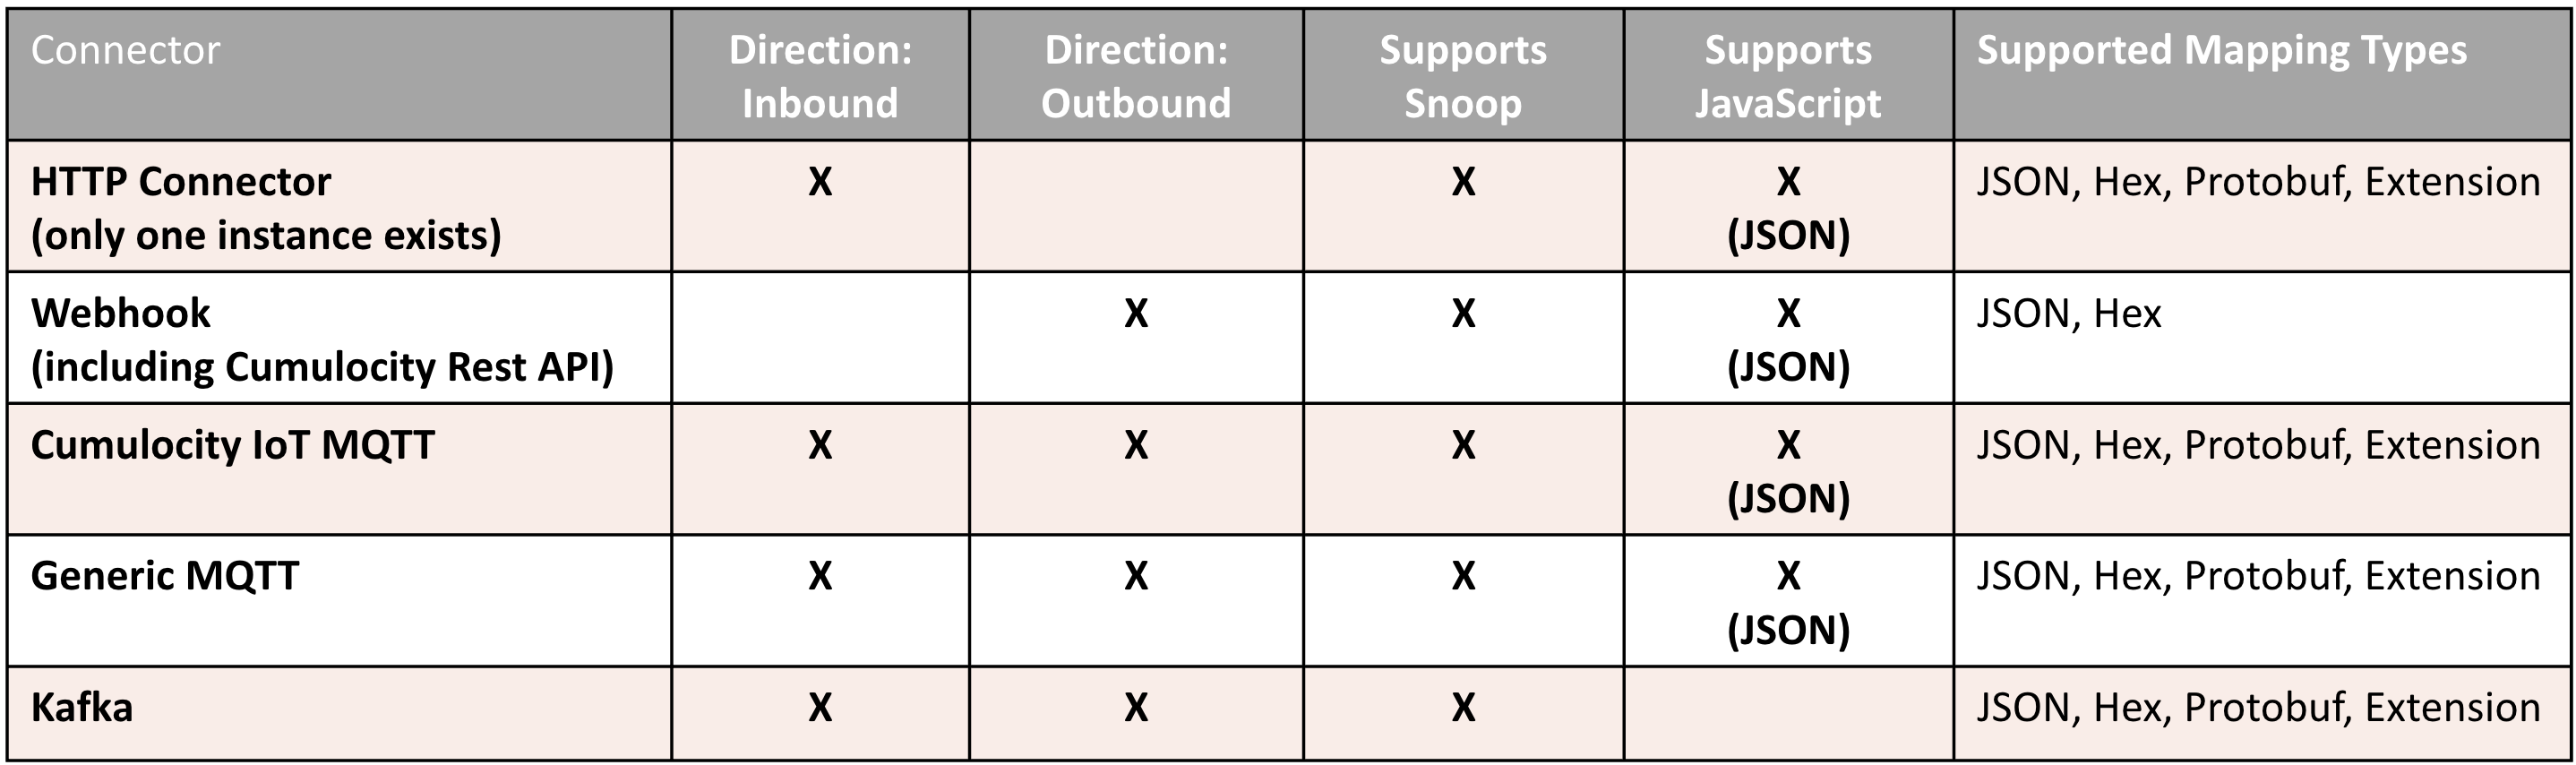 Connector Direction: Direction: Supports Supports Supported Mapping Types
Inbound Outbound Snoop JavaScript
HTTP Connector X X X JSON, Hex, Protobuf, Extension
(only one instance exists) (JSON)
Webhook X X X JSON, Hex
(including Cumulocity Rest API) (JSON)
Cumulocity IoT MQTT X X X X JSON, Hex, Protobuf, Extension
(JSON)
Generic MQTT X X X X JSON, Hex, Protobuf, Extension
(JSON)
Kafka X X X JSON, Hex, Protobuf, Extension